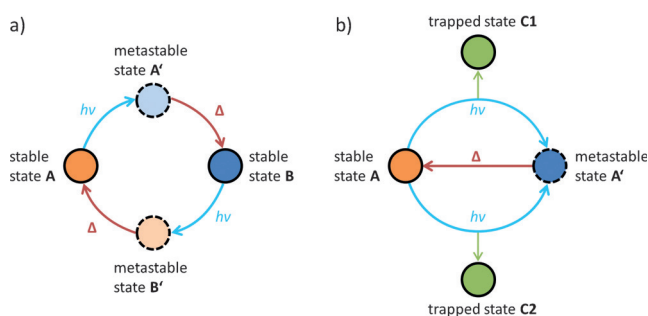 a)
metastable
state A‘
hν
Δ
stable
state A
stable
state B
Δ
hν
metastable
state B‘
b)
trapped state C1
hν
stable
state A
Δ
metastable
state A‘
hν
trapped state C2